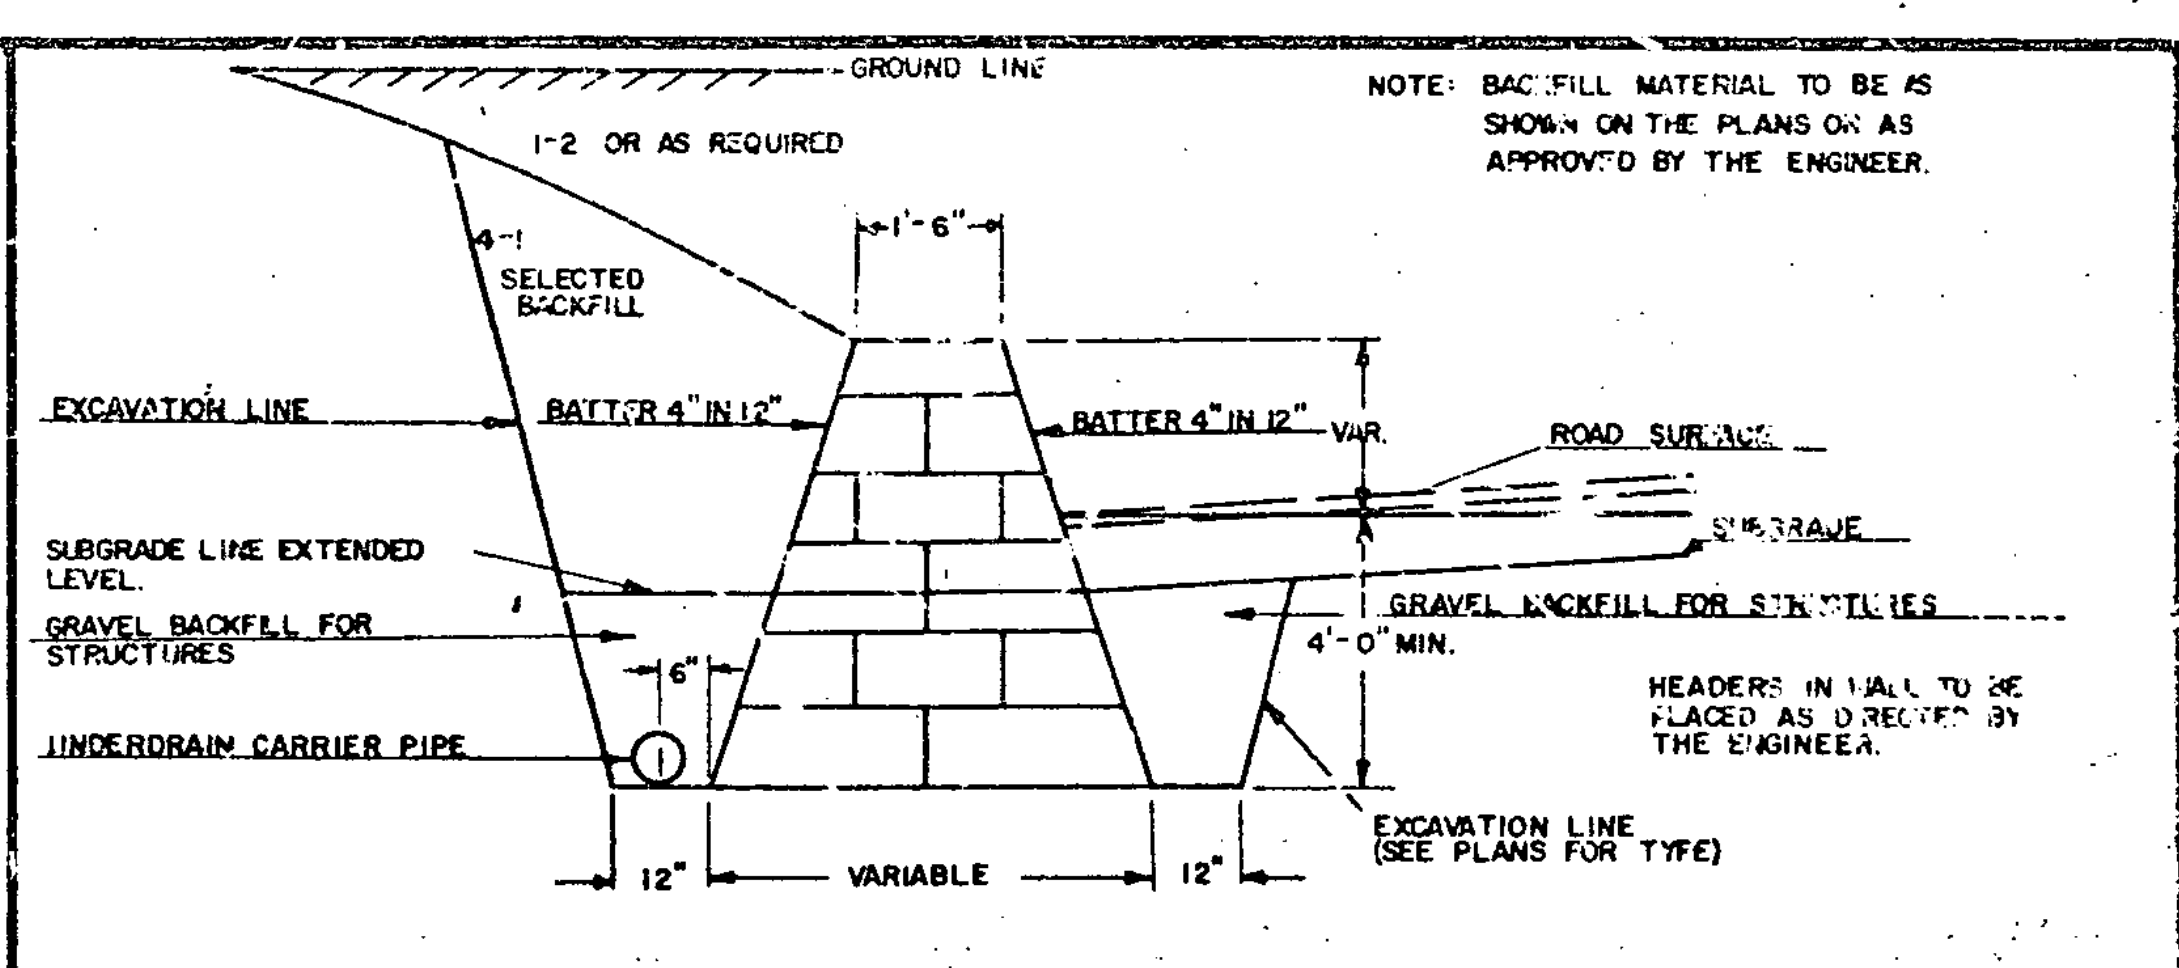 GROUND LINE
NOTE: BACKFILL MATERIAL TO BE AS
SHOWN ON THE PLANS OR AS
APPROVED BY THE ENGINEER.
1-2 OR AS REQUIRED
1'-6"
4-1
SELECTED
BACKFILL
EXCAVATION LINE
BATTER 4" IN 12"
BATTER 4" IN 12"
VAR.
ROAD SURFACE
SUBGRADE
SUBGRADE LINE EXTENDED
LEVEL.
GRAVEL BACKFILL FOR STRUCTURES
GRAVEL BACKFILL FOR
STRUCTURES
4'-0" MIN.
6"
HEADERS IN WALL TO BE
PLACED AS DIRECTED BY
THE ENGINEER.
UNDERDRAIN CARRIER PIPE
EXCAVATION LINE
(SEE PLANS FOR TYPE)
12"
VARIABLE
12"